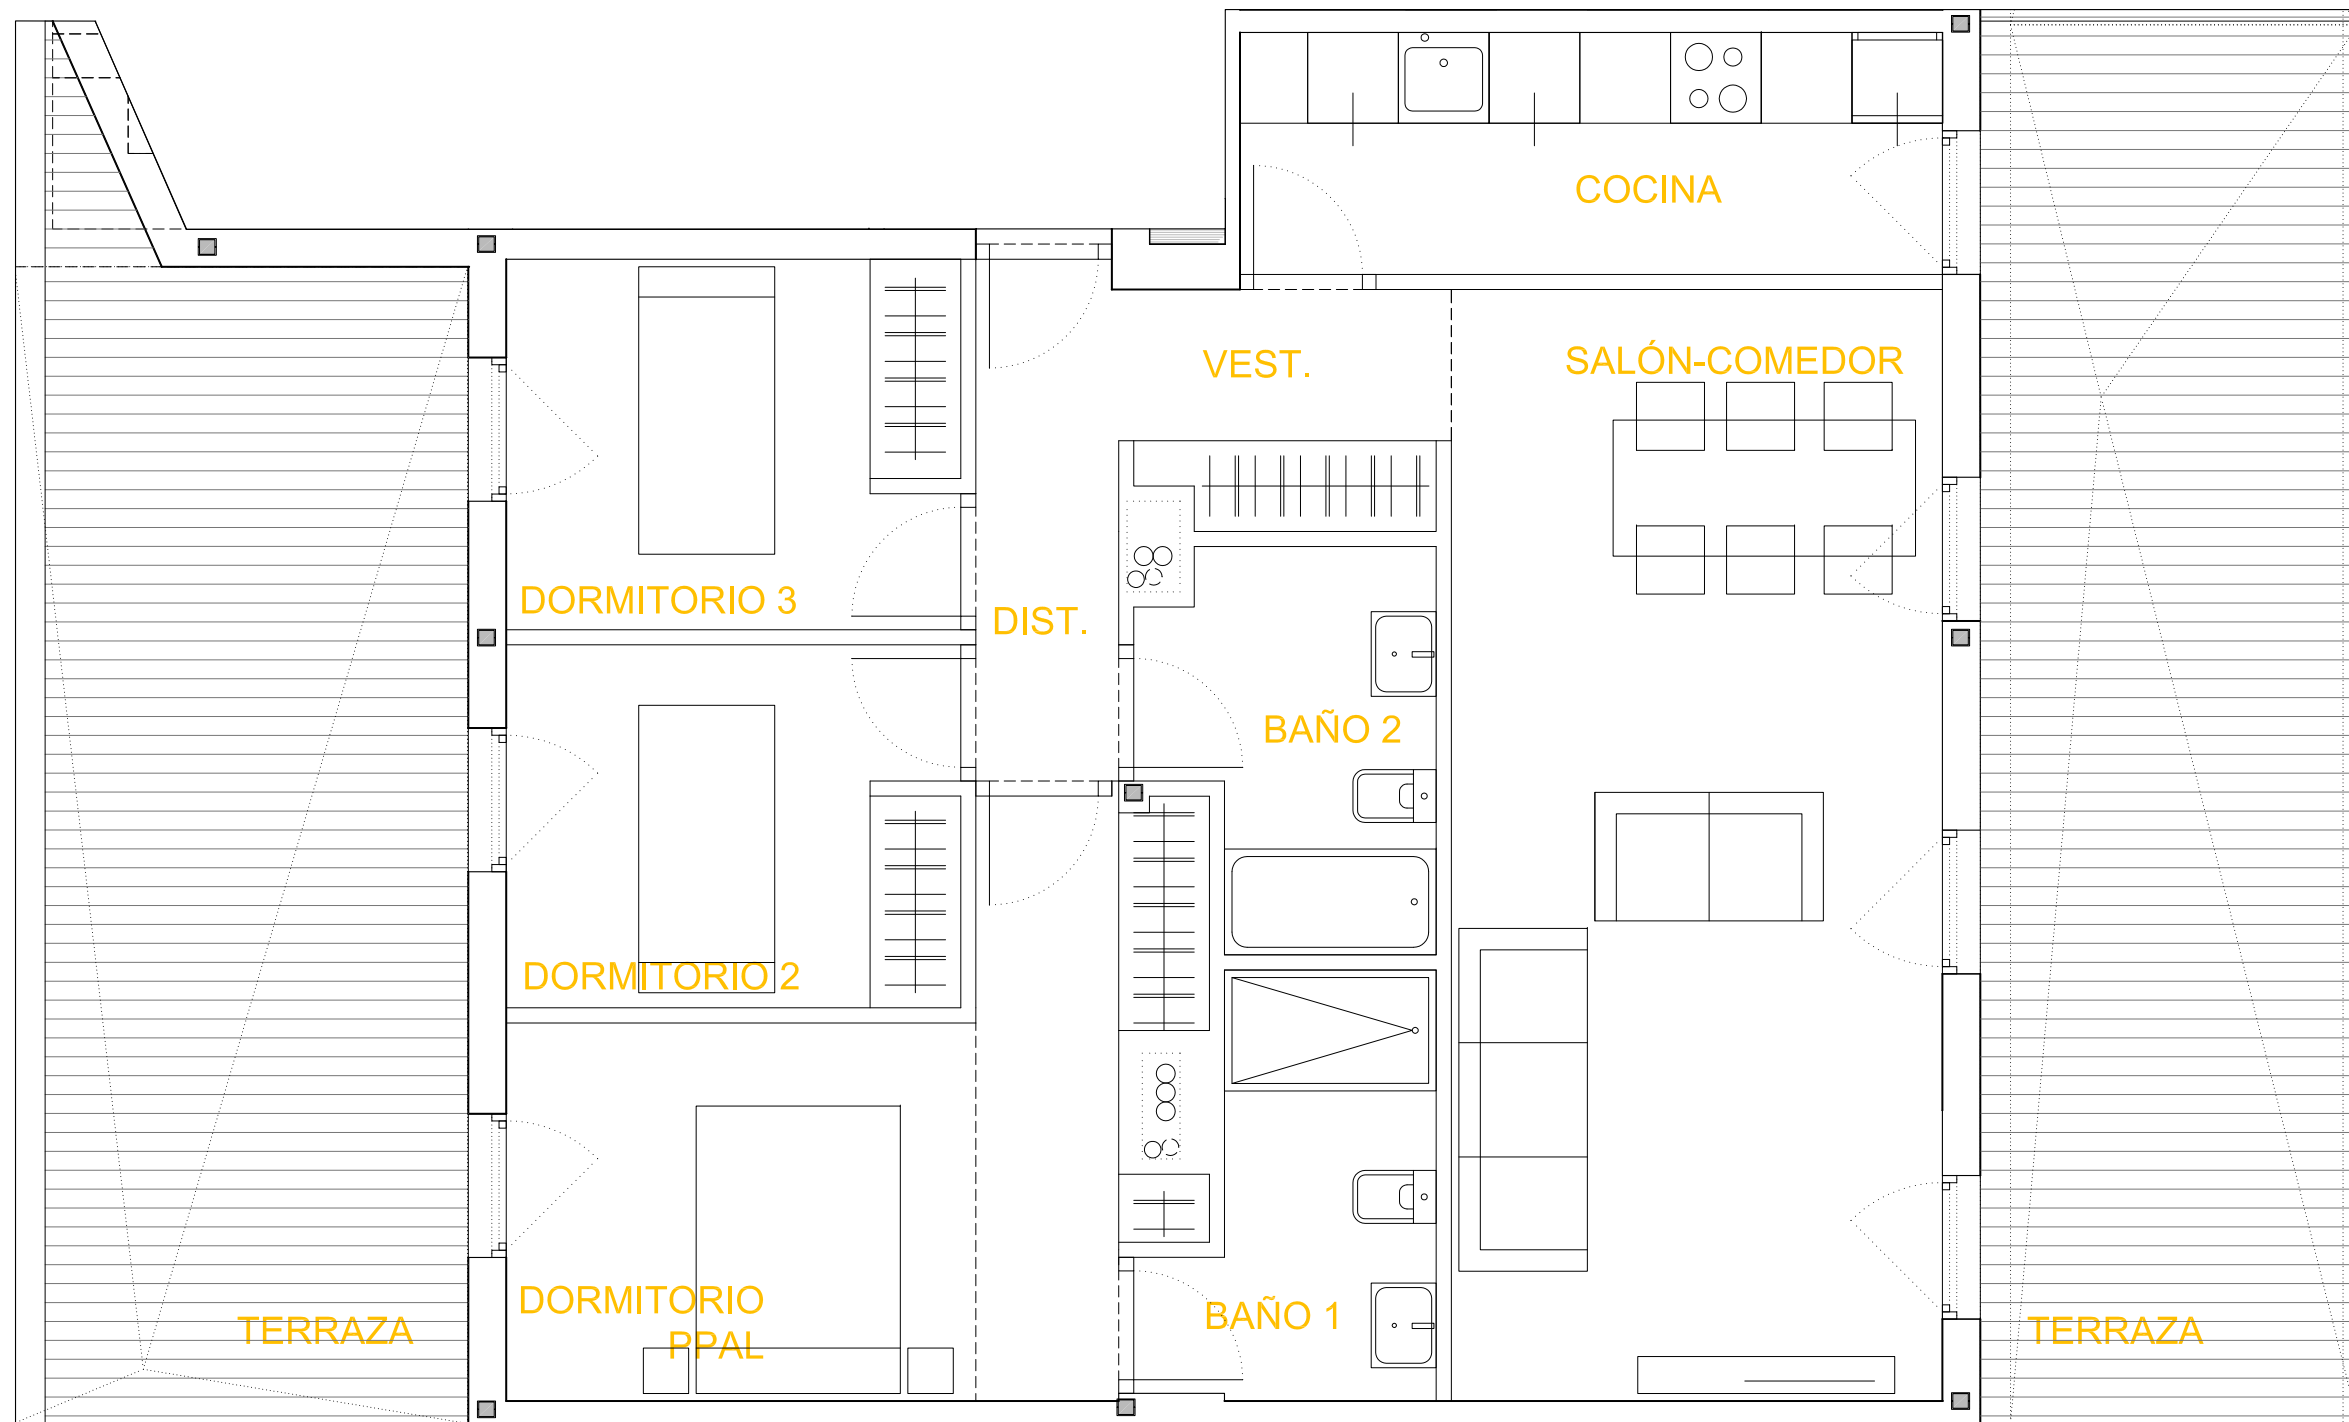 COCINA
VEST.
SALÓN-COMEDOR
DORMITORIO 3
DIST.
BAÑO 2
DORMITORIO 2
DORMITORIO
PPAL
TERRAZA
BAÑO 1
TERRAZA